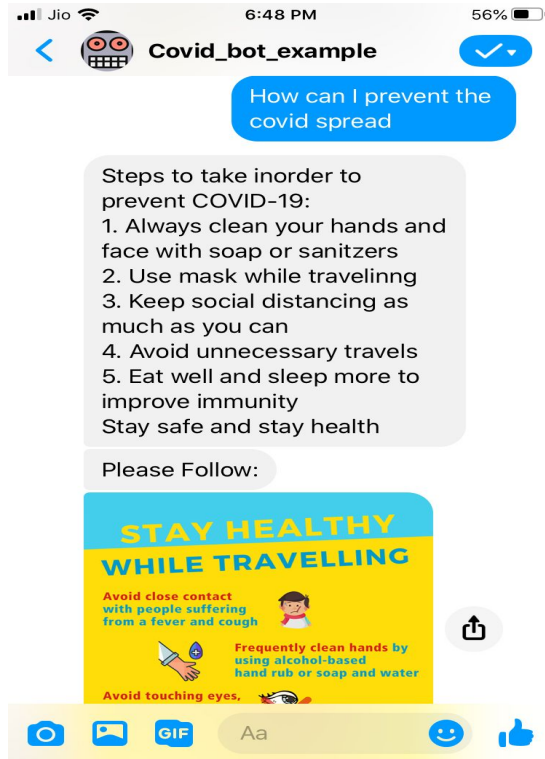 Jio 6:48 PM 56%
Covid_bot_example
How can I prevent the
covid spread
Steps to take inorder to
prevent COVID-19:
1. Always clean your hands and
face with soap or sanitzers
2. Use mask while travelinng
3. Keep social distancing as
much as you can
4. Avoid unnecessary travels
5. Eat well and sleep more to
improve immunity
Stay safe and stay health
Please Follow:
STAY HEALTHY
WHILE TRAVELLING
Avoid close contact
with people suffering
from a fever and cough
Frequently clean hands by
using alcohol-based
hand rub or soap and water
Avoid touching eyes,
GIF
Aa